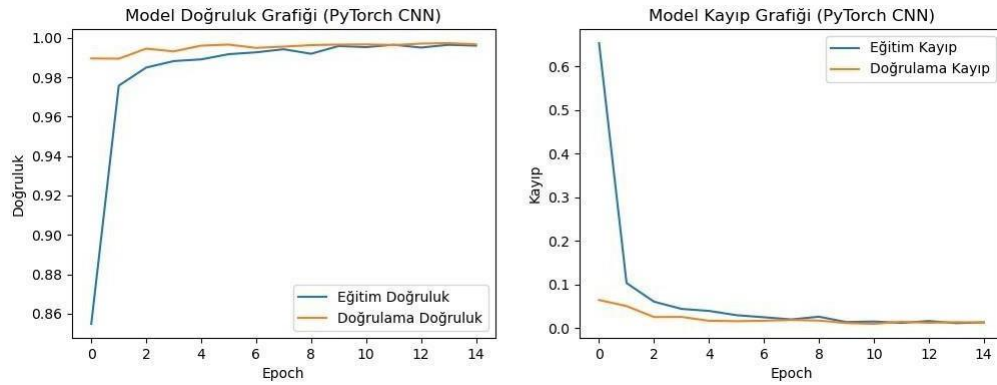 Model Doğruluk Grafiği (PyTorch CNN)
1.00
0.98
0.96
0.94
0.92
0.90
0.88
0.86
Doğruluk
Eğitim Doğruluk
Doğrulama Doğruluk
0 2 4 6 8 10 12 14
Epoch
Model Kayıp Grafiği (PyTorch CNN)
0.6
0.5
0.4
0.3
0.2
0.1
0.0
Kayıp
Eğitim Kayıp
Doğrulama Kayıp
0 2 4 6 8 10 12 14
Epoch